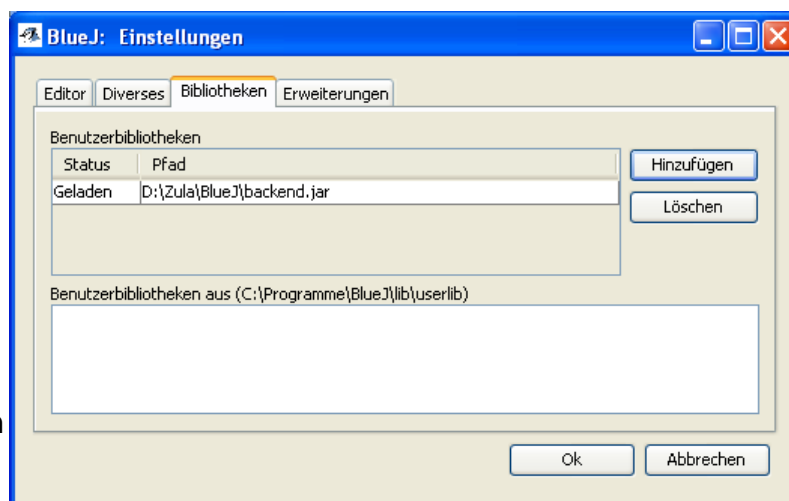 BlueJ: Einstellungen
Editor Diverses Bibliotheken Erweiterungen
Benutzerbibliotheken
Status Pfad
Hinzufügen
Geladen D:\Zula\BlueJ\backend.jar
Löschen
Benutzerbibliotheken aus (C:\Programme\BlueJ\lib\userlib)
Ok Abbrechen